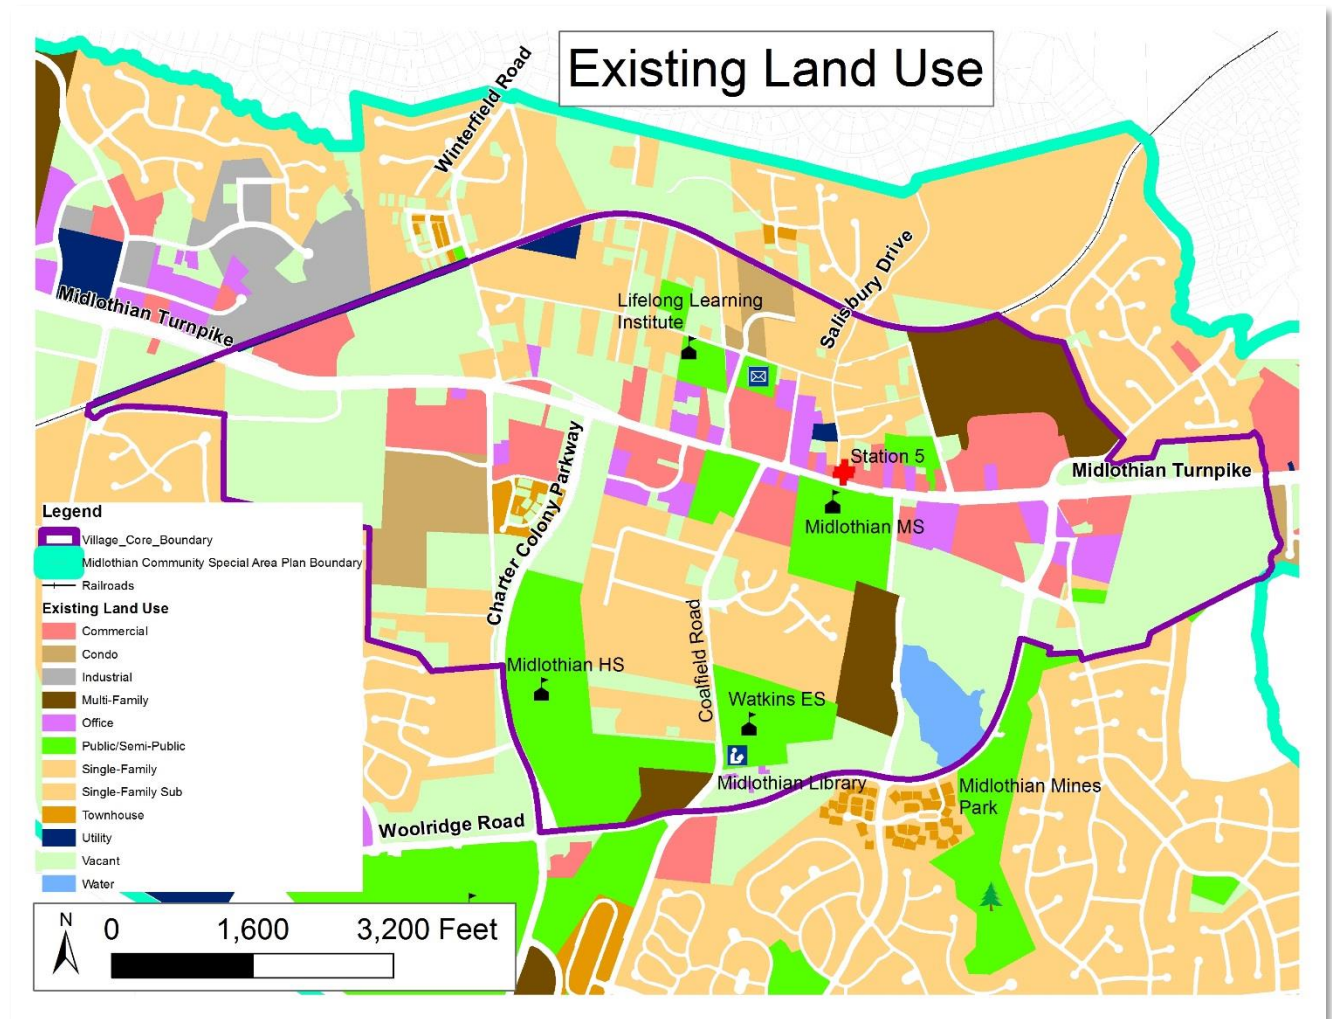 Existing Land Use
Winterfield Road
Salisbury Drive
Lifelong Learning
Institute
Midlothian Turnpike
Station 5
Midlothian Turnpike
Midlothian MS
Charter Colony Parkway
Coalfield Road
Midlothian HS
Watkins ES
Midlothian Library
Midlothian Mines
Park
Woolridge Road
Legend
Village_Core_Boundary
Midlothian Community Special Area Plan Boundary
Railroads
Existing Land Use
Commercial
Condo
Industrial
Multi-Family
Office
Public/Semi-Public
Single-Family
Single-Family Sub
Townhouse
Utility
Vacant
Water
N
0 1,600 3,200 Feet